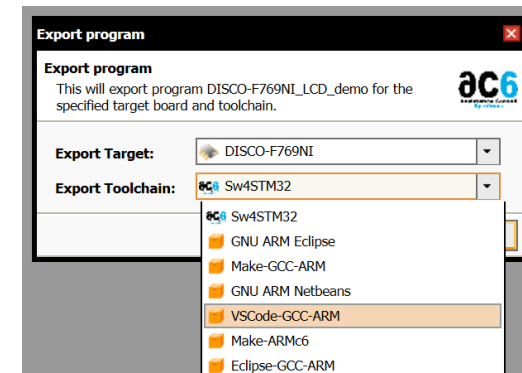 Export program
Export program
This will export program DISCO-F769NI_LCD_demo for the
specified target board and toolchain.
ac6
Export Target:
DISCO-F769NI
Export Toolchain:
ac6 Sw4STM32
ac6 Sw4STM32
GNU ARM Eclipse
Make-GCC-ARM
GNU ARM Netbeans
VSCode-GCC-ARM
Make-ARMc6
Eclipse-GCC-ARM